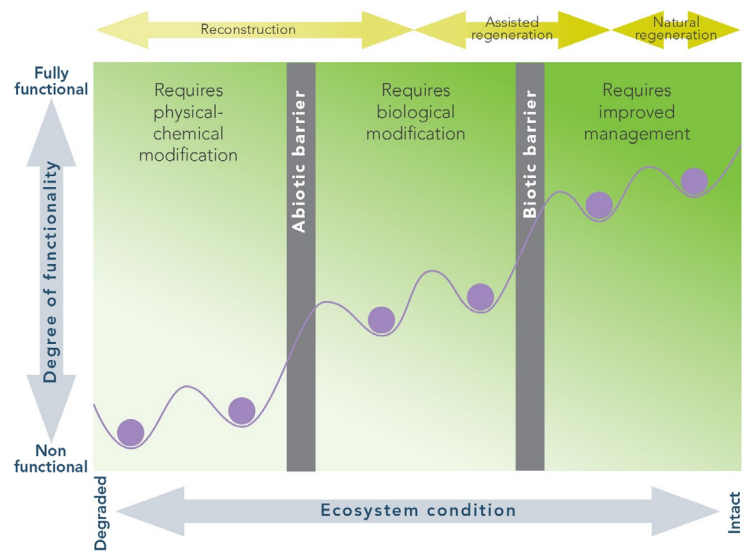 Reconstruction
Assisted
regeneration
Natural
regeneration
Fully
functional
Degree of functionality
Non
functional
Requires
physical-
chemical
modification
Abiotic barrier
Requires
biological
modification
Biotic barrier
Requires
improved
management
Degraded
Ecosystem condition
Intact